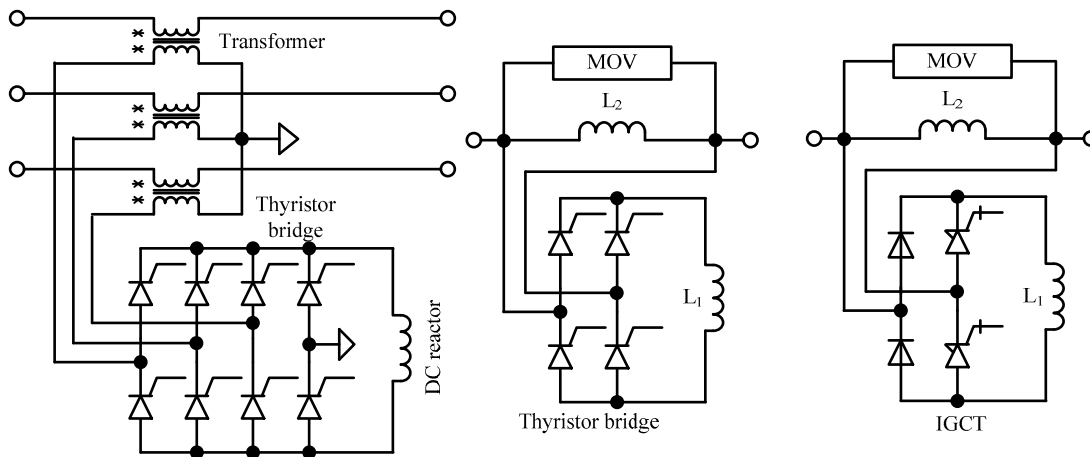 Transformer
Thyristor
bridge
DC reactor
MOV
L₂
L₁
Thyristor bridge
MOV
L₂
L₁
IGCT